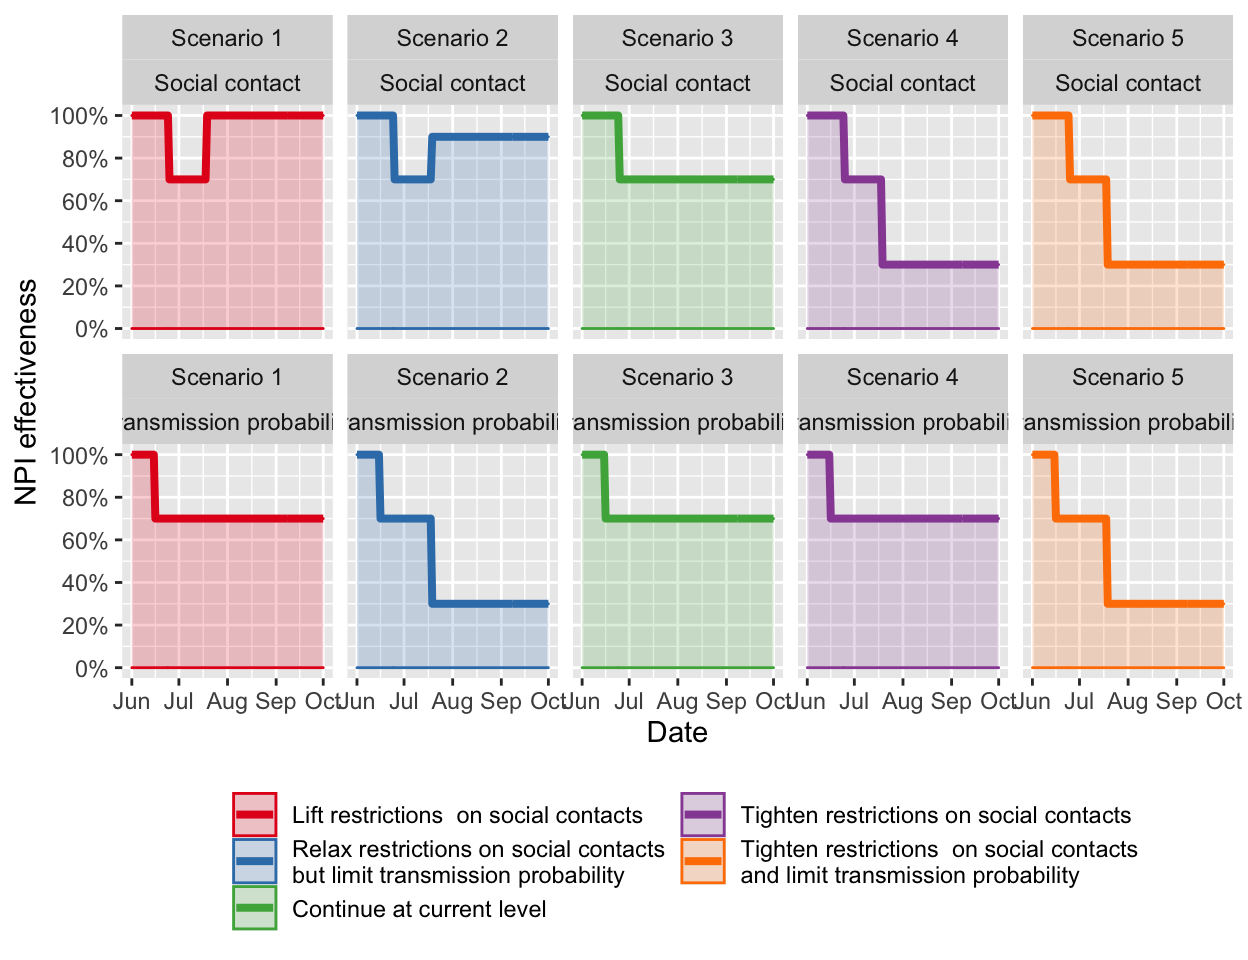 Scenario 1 Scenario 2 Scenario 3 Scenario 4 Scenario 5
Social contact Social contact Social contact Social contact Social contact
100%
80%
60%
40%
20%
0%
NPI effectiveness
Scenario 1 Scenario 2 Scenario 3 Scenario 4 Scenario 5
ransmission probabili ransmission probabili ransmission probabili ransmission probabili ransmission probabili
100%
80%
60%
40%
20%
0%
Jun Jul Aug Sep Oct Jun Jul Aug Sep Oct Jun Jul Aug Sep Oct Jun Jul Aug Sep Oct Jun Jul Aug Sep Oct
Date
Lift restrictions  on social contacts
Relax restrictions on social contacts
but limit transmission probability
Continue at current level
Tighten restrictions on social contacts
Tighten restrictions  on social contacts
and limit transmission probability